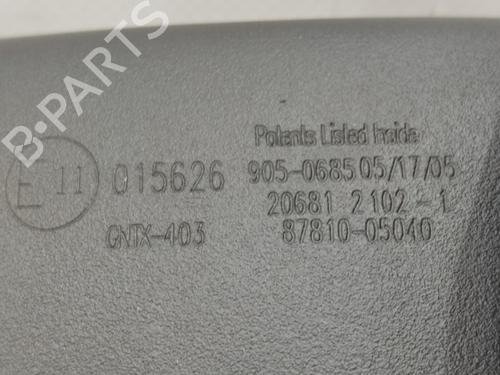 Patents Listed Inside
E 11 015626 905-0685 05/17/05
20681 2102-1
GNTX-403 87810-05040
B-PARTS